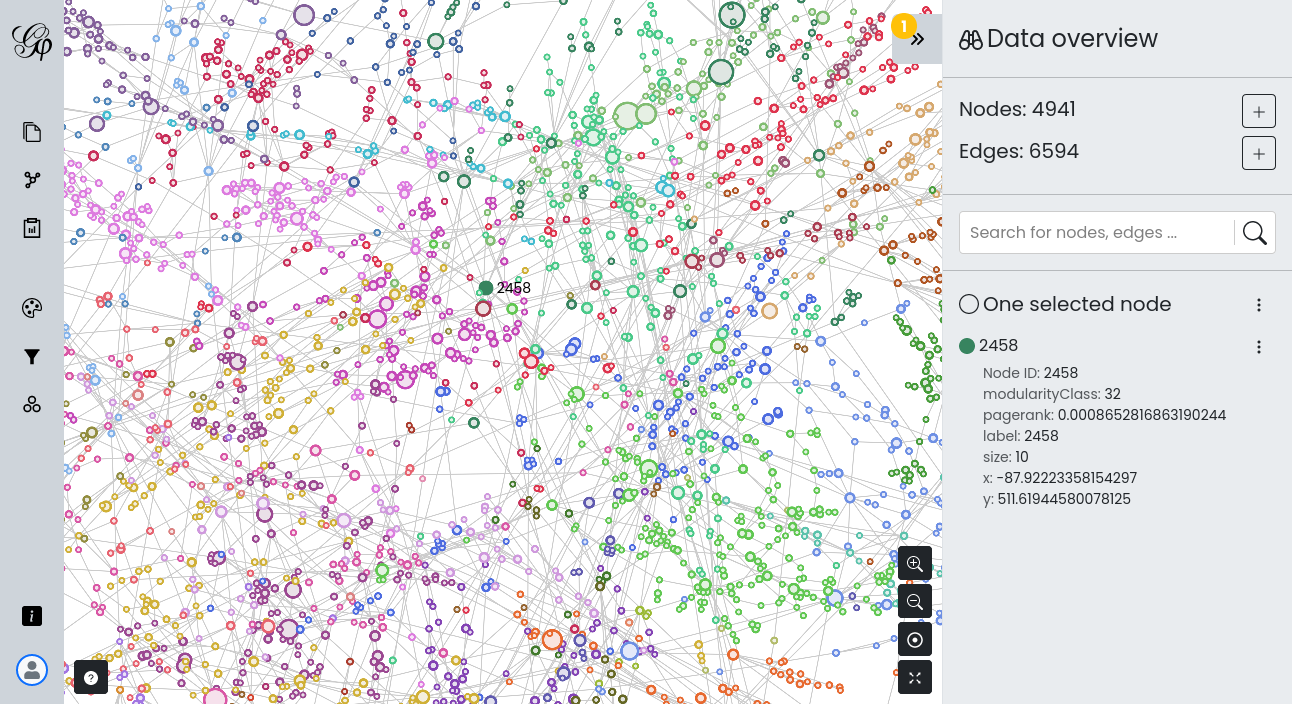 1
Data overview
Nodes: 4941
Edges: 6594
Search for nodes, edges ...
One selected node
2458
Node ID: 2458
modularityClass: 32
pagerank: 0.0008652816863190244
label: 2458
size: 10
x: -87.92223358154297
y: 511.61944580078125
2458